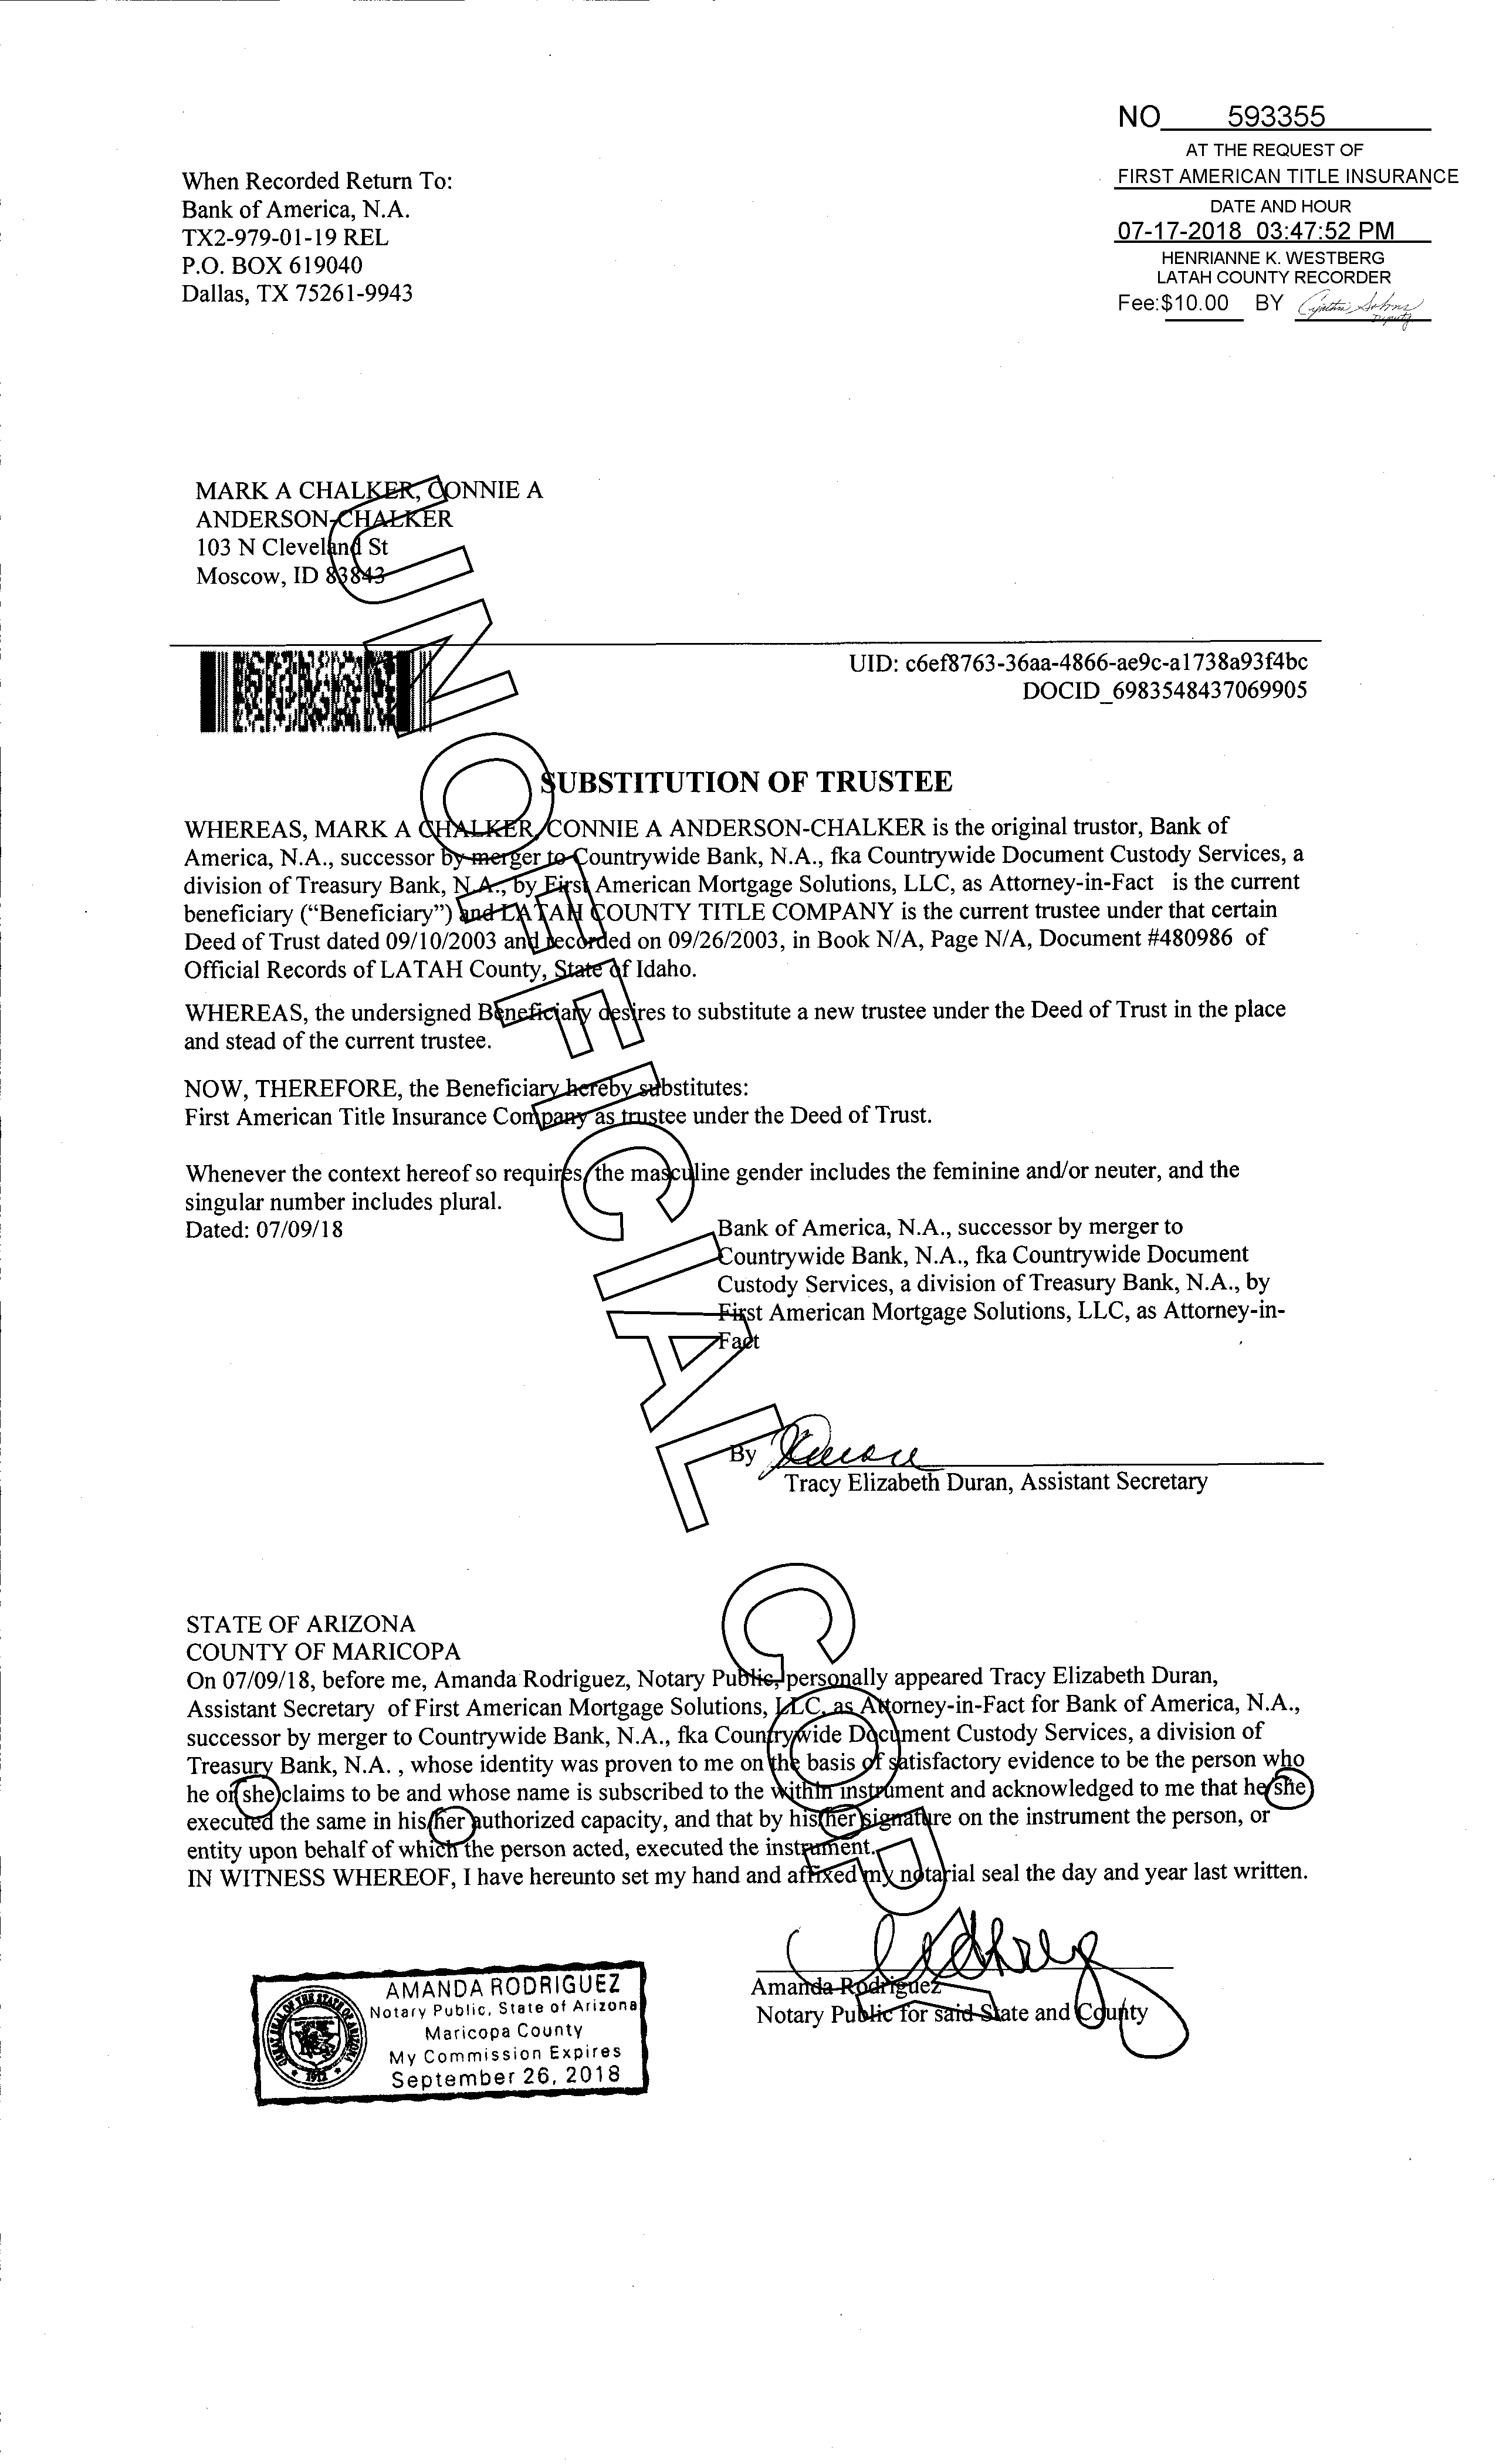 NO 593355
AT THE REQUEST OF
FIRST AMERICAN TITLE INSURANCE
DATE AND HOUR
07-17-2018 03:47:52 PM
HENRIANNE K. WESTBERG
LATAH COUNTY RECORDER
Fee:$10.00 BY
Deputy
When Recorded Return To:
Bank of America, N.A.
TX2-979-01-19 REL
P.O. BOX 619040
Dallas, TX 75261-9943
MARK A CHALKER, CONNIE A
ANDERSON-CHALKER
103 N Cleveland St
Moscow, ID 83843
UID: c6ef8763-36aa-4866-ae9c-a1738a93f4bc
DOCID_6983548437069905
SUBSTITUTION OF TRUSTEE
WHEREAS, MARK A CHALKER, CONNIE A ANDERSON-CHALKER is the original trustor, Bank of
America, N.A., successor by merger to Countrywide Bank, N.A., fka Countrywide Document Custody Services, a
division of Treasury Bank, N.A., by First American Mortgage Solutions, LLC, as Attorney-in-Fact is the current
beneficiary (“Beneficiary”) and LATAH COUNTY TITLE COMPANY is the current trustee under that certain
Deed of Trust dated 09/10/2003 and recorded on 09/26/2003, in Book N/A, Page N/A, Document #480986 of
Official Records of LATAH County, State of Idaho.
WHEREAS, the undersigned Beneficiary desires to substitute a new trustee under the Deed of Trust in the place
and stead of the current trustee.
NOW, THEREFORE, the Beneficiary hereby substitutes:
First American Title Insurance Company as trustee under the Deed of Trust.
Whenever the context hereof so requires, the masculine gender includes the feminine and/or neuter, and the
singular number includes plural.
Dated: 07/09/18
Bank of America, N.A., successor by merger to
Countrywide Bank, N.A., fka Countrywide Document
Custody Services, a division of Treasury Bank, N.A., by
First American Mortgage Solutions, LLC, as Attorney-in-
Fact
By
Tracy Elizabeth Duran, Assistant Secretary
STATE OF ARIZONA
COUNTY OF MARICOPA
On 07/09/18, before me, Amanda Rodriguez, Notary Public, personally appeared Tracy Elizabeth Duran,
Assistant Secretary of First American Mortgage Solutions, LLC, as Attorney-in-Fact for Bank of America, N.A.,
successor by merger to Countrywide Bank, N.A., fka Countrywide Document Custody Services, a division of
Treasury Bank, N.A. , whose identity was proven to me on the basis of satisfactory evidence to be the person who
he or she claims to be and whose name is subscribed to the within instrument and acknowledged to me that he/she
executed the same in his/her authorized capacity, and that by his/her signature on the instrument the person, or
entity upon behalf of which the person acted, executed the instrument.
IN WITNESS WHEREOF, I have hereunto set my hand and affixed my notarial seal the day and year last written.
Amanda Rodriguez
Notary Public for said State and County
AMANDA RODRIGUEZ
Notary Public, State of Arizona
Maricopa County
My Commission Expires
September 26, 2018
GREAT SEAL OF THE STATE OF ARIZONA
1912
UNOFFICIAL COPY